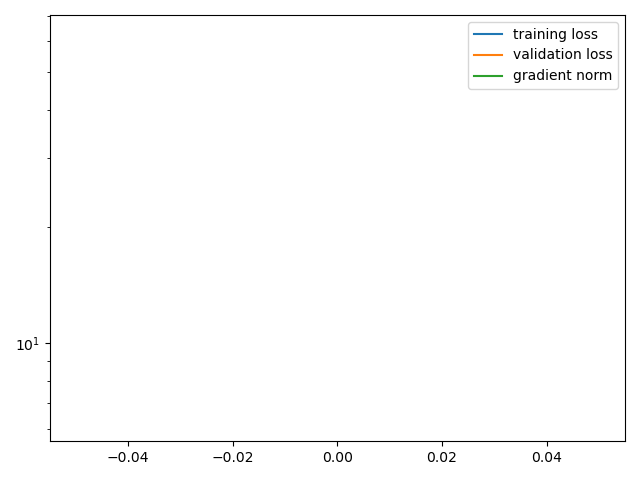 training loss
validation loss
gradient norm
10¹
−0.04 −0.02 0.00 0.02 0.04